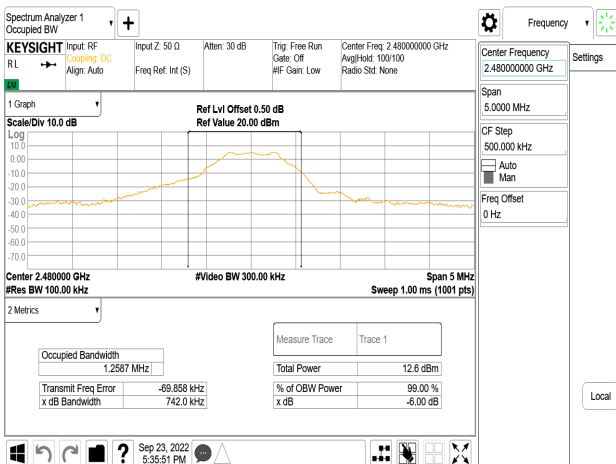 Spectrum Analyzer 1
Occupied BW
Frequency
KEYSIGHT
R L
LXI
Input: RF
Coupling: DC
Align: Auto
Input Z: 50 Ω
Freq Ref: Int (S)
Atten: 30 dB
Trig: Free Run
Gate: Off
#IF Gain: Low
Center Freq: 2.480000000 GHz
Avg|Hold: 100/100
Radio Std: None
Center Frequency
2.480000000 GHz
Settings
Span
5.0000 MHz
CF Step
500.000 kHz
Auto
Man
Freq Offset
0 Hz
Local
1 Graph
Scale/Div 10.0 dB
Ref Lvl Offset 0.50 dB
Ref Value 20.00 dBm
Log
10.0
0.00
-10.0
-20.0
-30.0
-40.0
-50.0
-60.0
-70.0
Center 2.480000 GHz
#Video BW 300.00 kHz
Span 5 MHz
#Res BW 100.00 kHz
Sweep 1.00 ms (1001 pts)
2 Metrics
Measure Trace
Trace 1
Occupied Bandwidth
1.2587 MHz
Total Power
12.6 dBm
Transmit Freq Error
-69.858 kHz
% of OBW Power
99.00 %
x dB Bandwidth
742.0 kHz
x dB
-6.00 dB
?
Sep 23, 2022
5:35:51 PM